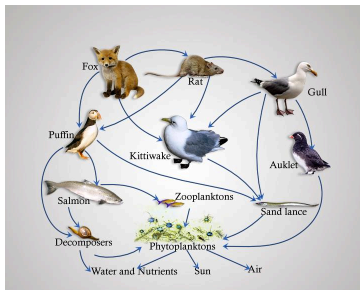 Fox
Rat
Gull
Puffin
Kittiwake
Auklet
Salmon
Zooplanktons
Sand lance
Decomposers
Phytoplanktons
Water and Nutrients
Sun
Air